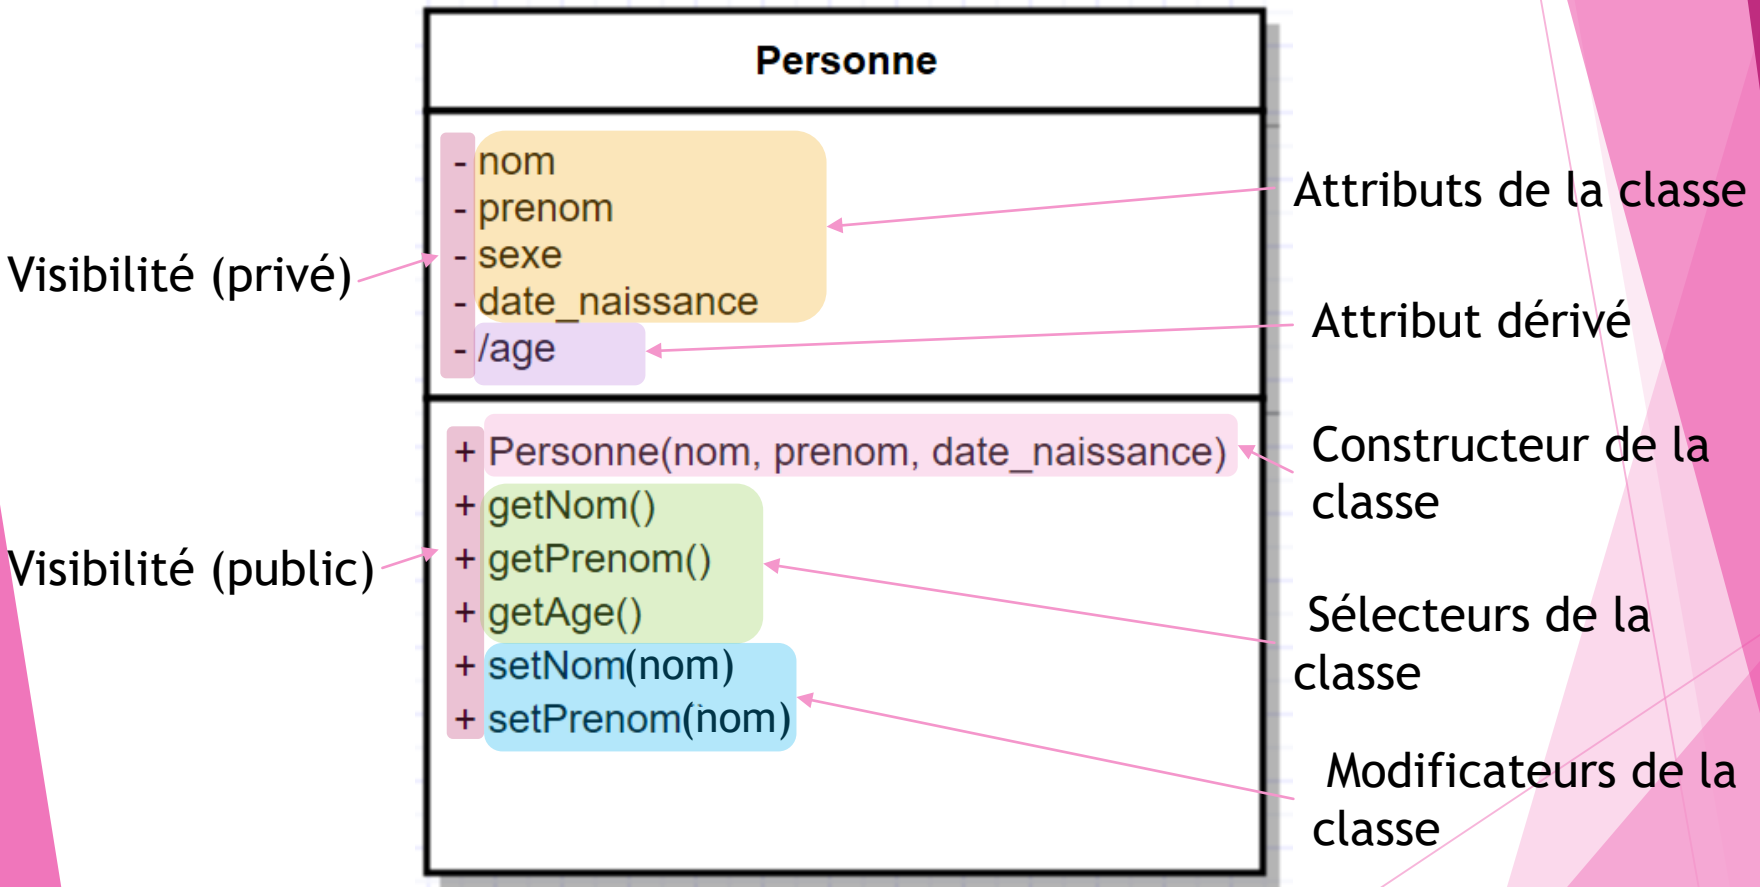 Personne
- nom
- prenom
- sexe
- date_naissance
- /age
+ Personne(nom, prenom, date_naissance)
+ getNom()
+ getPrenom()
+ getAge()
+ setNom(nom)
+ setPrenom(nom)
Visibilité (privé)
Visibilité (public)
Attributs de la classe
Attribut dérivé
Constructeur de la
classe
Sélecteurs de la
classe
Modificateurs de la
classe